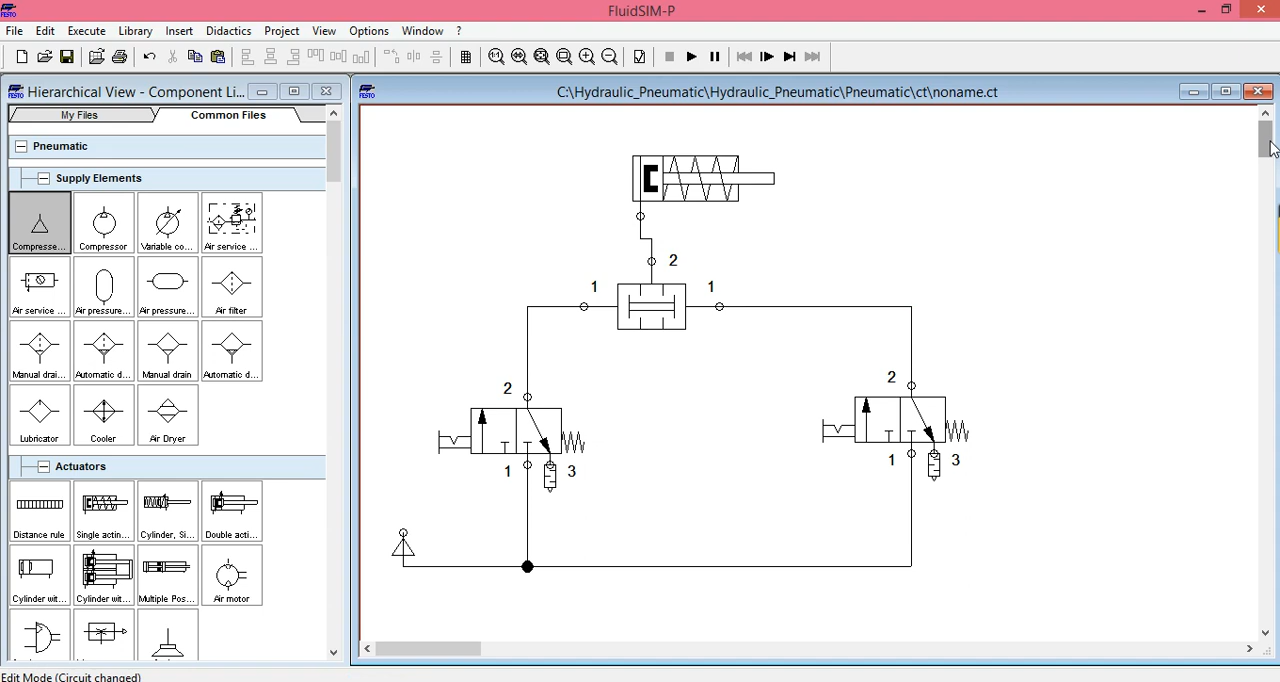 FESTO
FluidSIM-P
File Edit Execute Library Insert Didactics Project View Options Window ?
Hierarchical View - Component Li...
C:\Hydraulic_Pneumatic\Hydraulic_Pneumatic\Pneumatic\ct\noname.ct
My Files Common Files
Pneumatic
Supply Elements
Compresse... Compressor Variable co... Air service ...
Air service ... Air pressure... Air pressure... Air filter
Manual drai... Automatic d... Manual drain Automatic d...
Lubricator Cooler Air Dryer
Actuators
Distance rule Single actin... Cylinder, Si... Double acti...
Cylinder wit... Cylinder wit... Multiple Pos... Air motor
2
1 1
2 2
1 3 1 3
Edit Mode (Circuit changed)